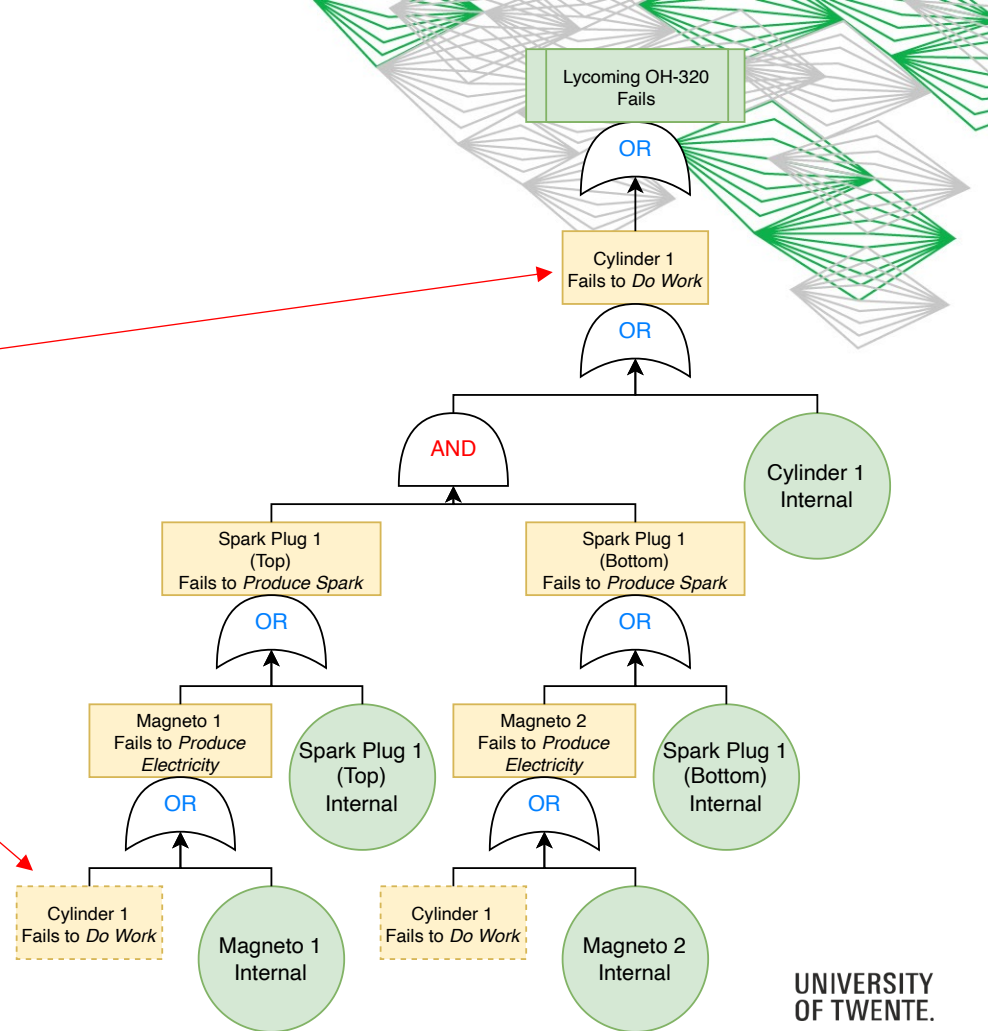 Lycoming OH-320
Fails
OR
Cylinder 1
Fails to Do Work
OR
AND
Cylinder 1
Internal
Spark Plug 1
(Top)
Fails to Produce Spark
Spark Plug 1
(Bottom)
Fails to Produce Spark
OR
OR
Magneto 1
Fails to Produce
Electricity
Spark Plug 1
(Top)
Internal
Magneto 2
Fails to Produce
Electricity
Spark Plug 1
(Bottom)
Internal
OR
OR
Cylinder 1
Fails to Do Work
Magneto 1
Internal
Cylinder 1
Fails to Do Work
Magneto 2
Internal
UNIVERSITY
OF TWENTE.